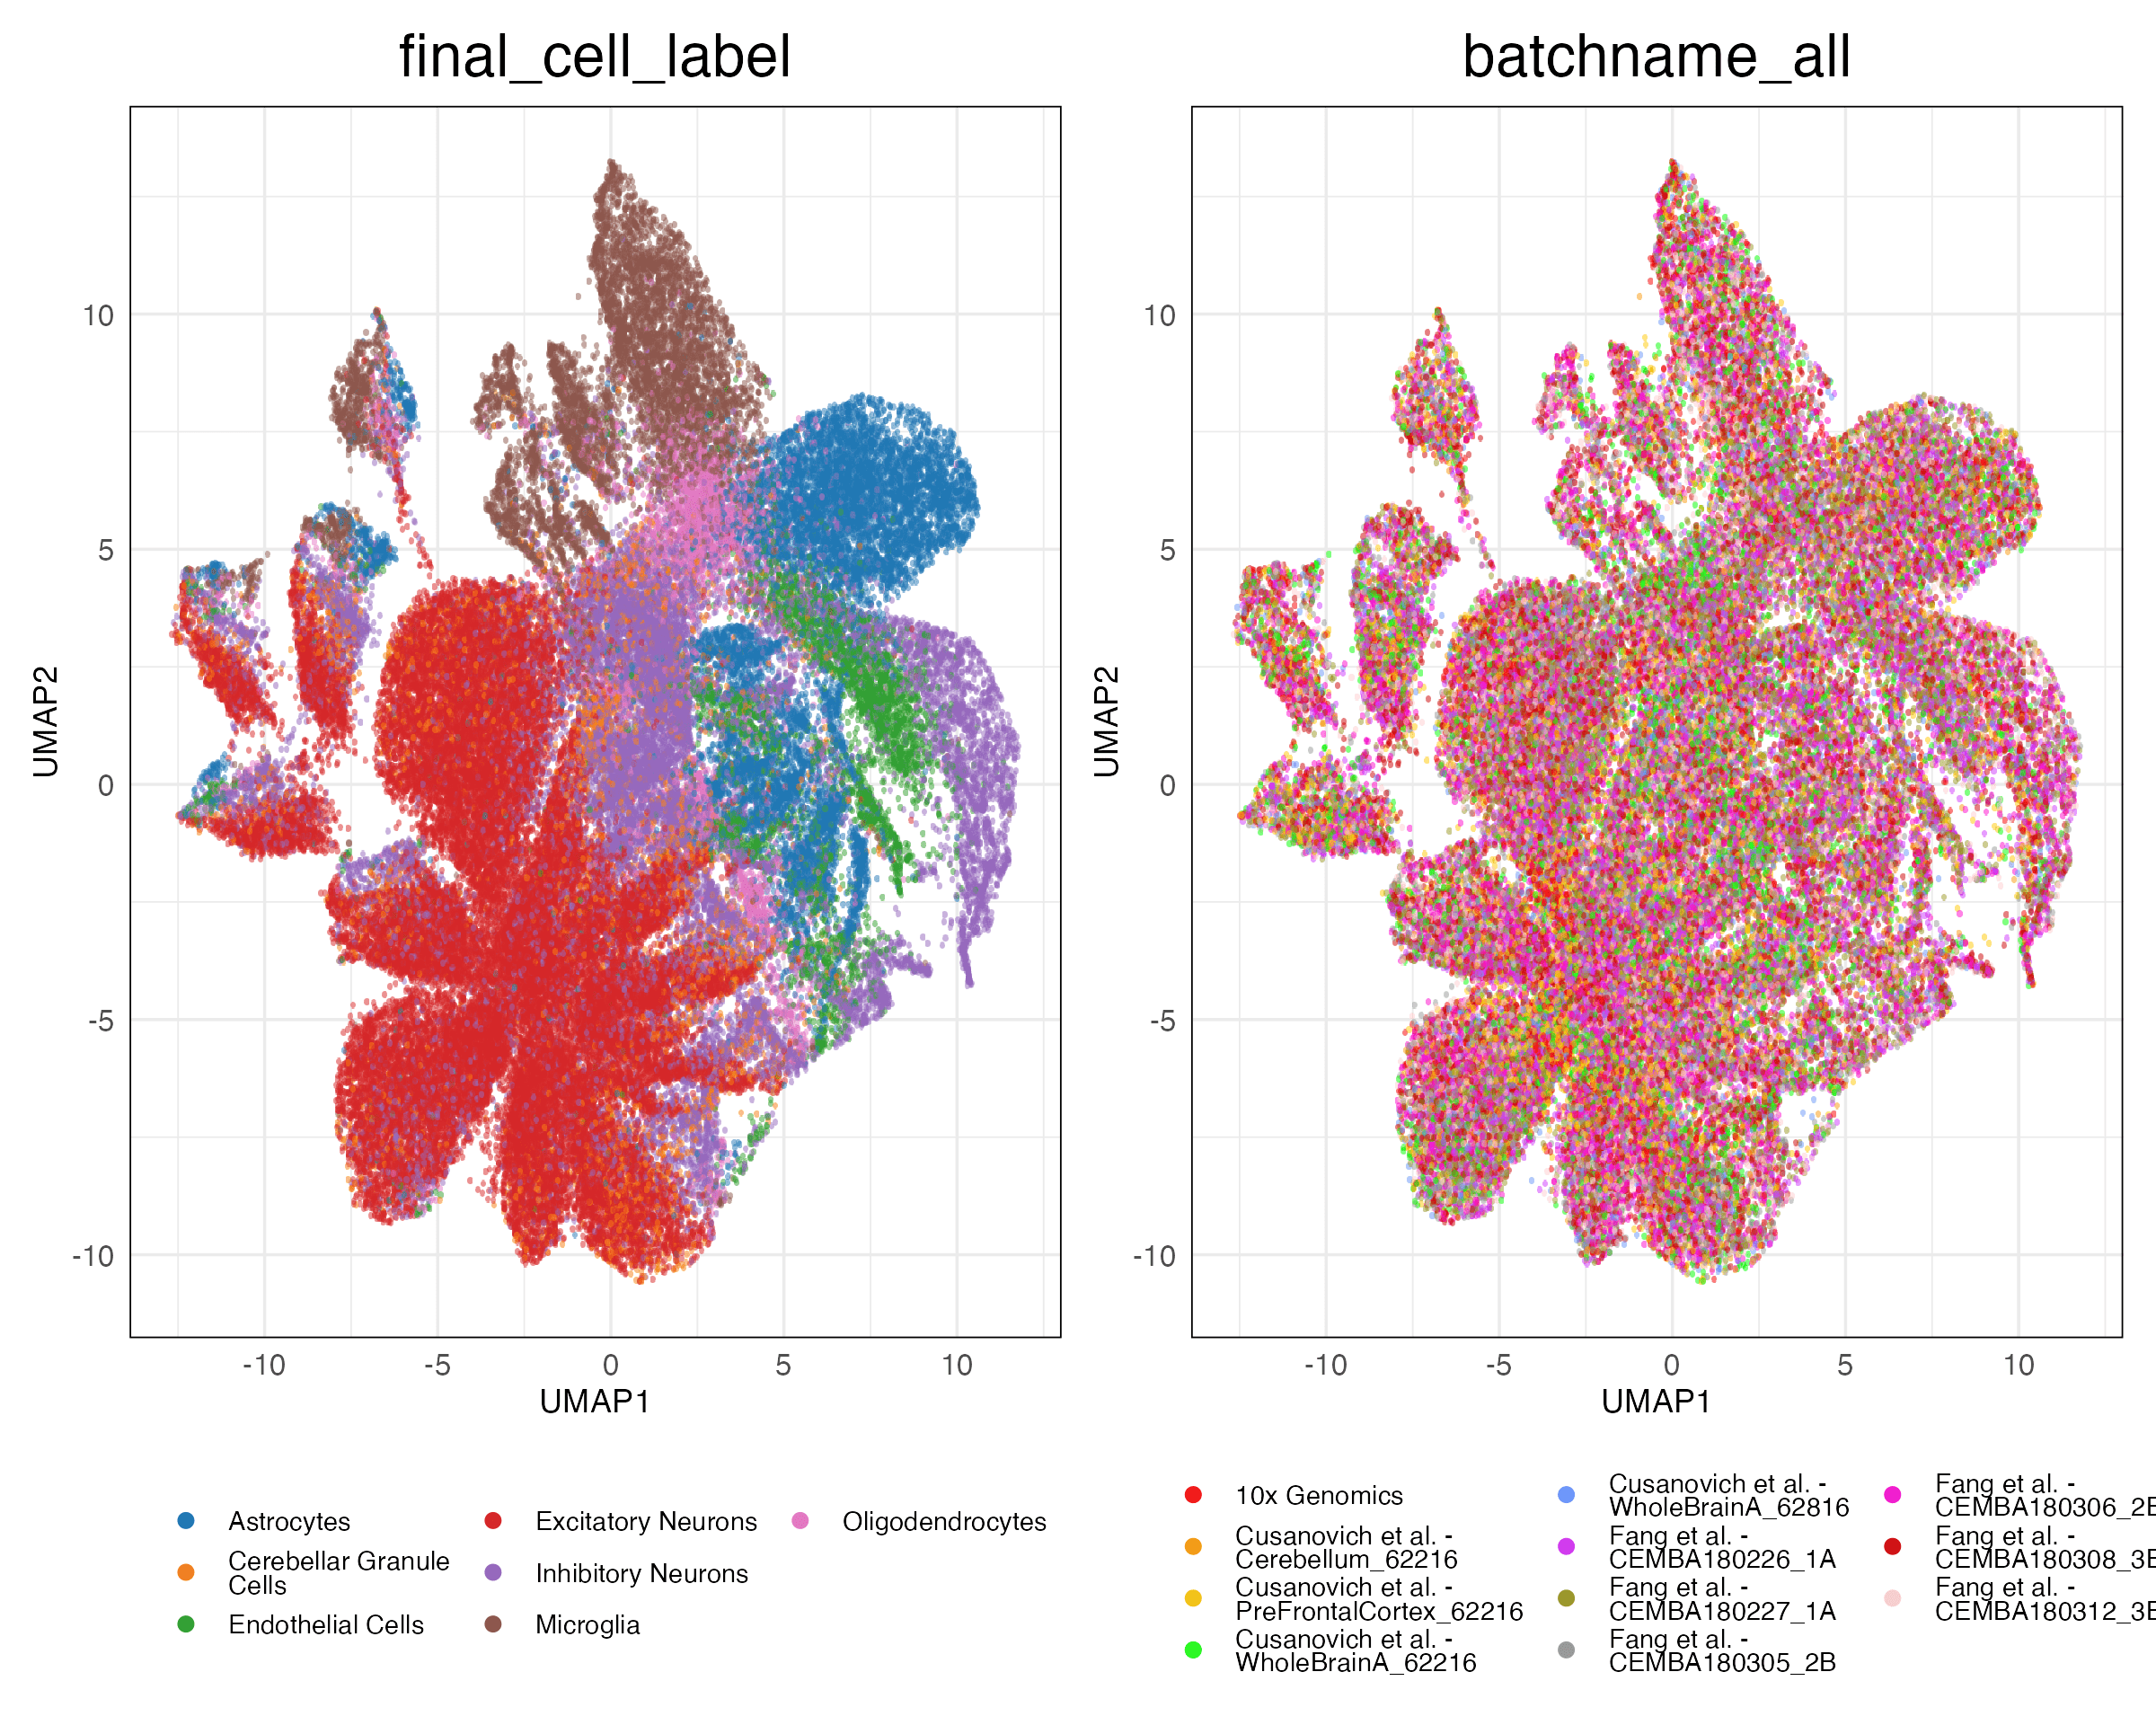 final_cell_label
batchname_all
UMAP2
10
5
0
-5
-10
-10
-5
0
5
10
UMAP1
UMAP2
10
5
0
-5
-10
-10
-5
0
5
10
UMAP1
Astrocytes
Cerebellar Granule
Cells
Endothelial Cells
Excitatory Neurons
Inhibitory Neurons
Microglia
Oligodendrocytes
10x Genomics
Cusanovich et al. -
Cerebellum_62216
Cusanovich et al. -
PreFrontalCortex_62216
Cusanovich et al. -
WholeBrainA_62216
Cusanovich et al. -
WholeBrainA_62816
Fang et al. -
CEMBA180226_1A
Fang et al. -
CEMBA180227_1A
Fang et al. -
CEMBA180305_2B
Fang et al. -
CEMBA180306_2
Fang et al. -
CEMBA180308_3
Fang et al. -
CEMBA180312_3